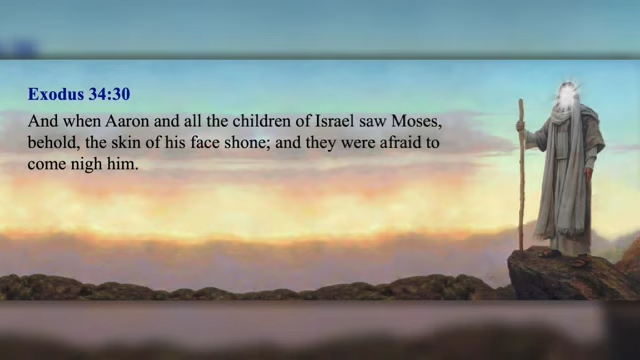 Exodus 34:30
And when Aaron and all the children of Israel saw Moses,
behold, the skin of his face shone; and they were afraid to
come nigh him.